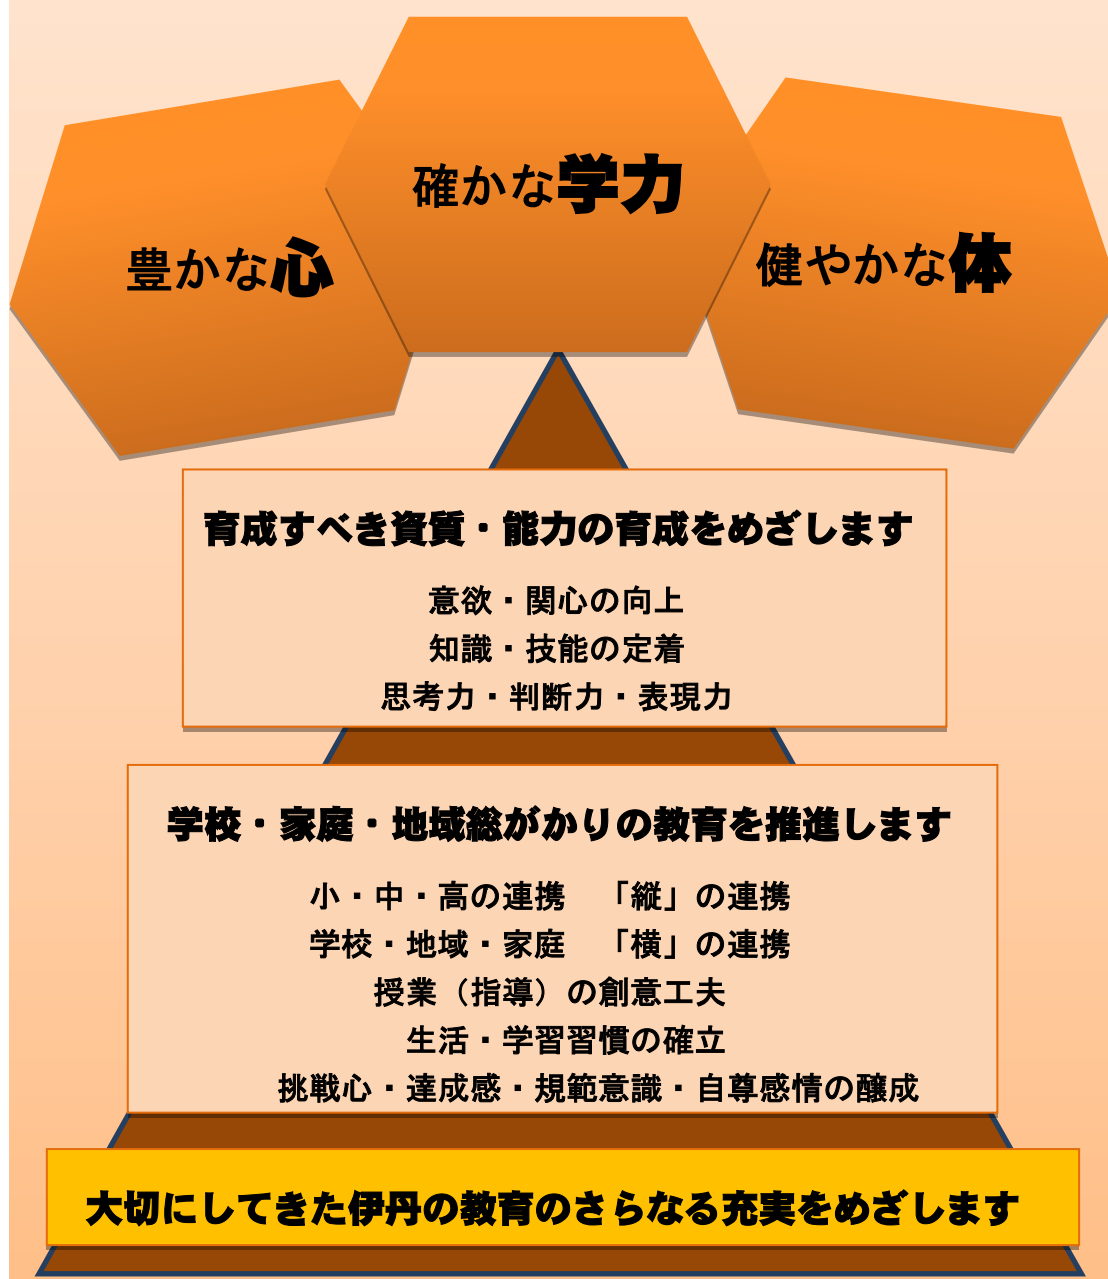 確かな学力
豊かな心
健やかな体
育成すべき資質・能力の育成をめざします
意欲・関心の向上
知識・技能の定着
思考力・判断力・表現力
学校・家庭・地域総がかりの教育を推進します
小・中・高の連携　「縦」の連携
学校・地域・家庭　「横」の連携
授業（指導）の創意工夫
生活・学習習慣の確立
挑戦心・達成感・規範意識・自尊感情の醸成
大切にしてきた伊丹の教育のさらなる充実をめざします